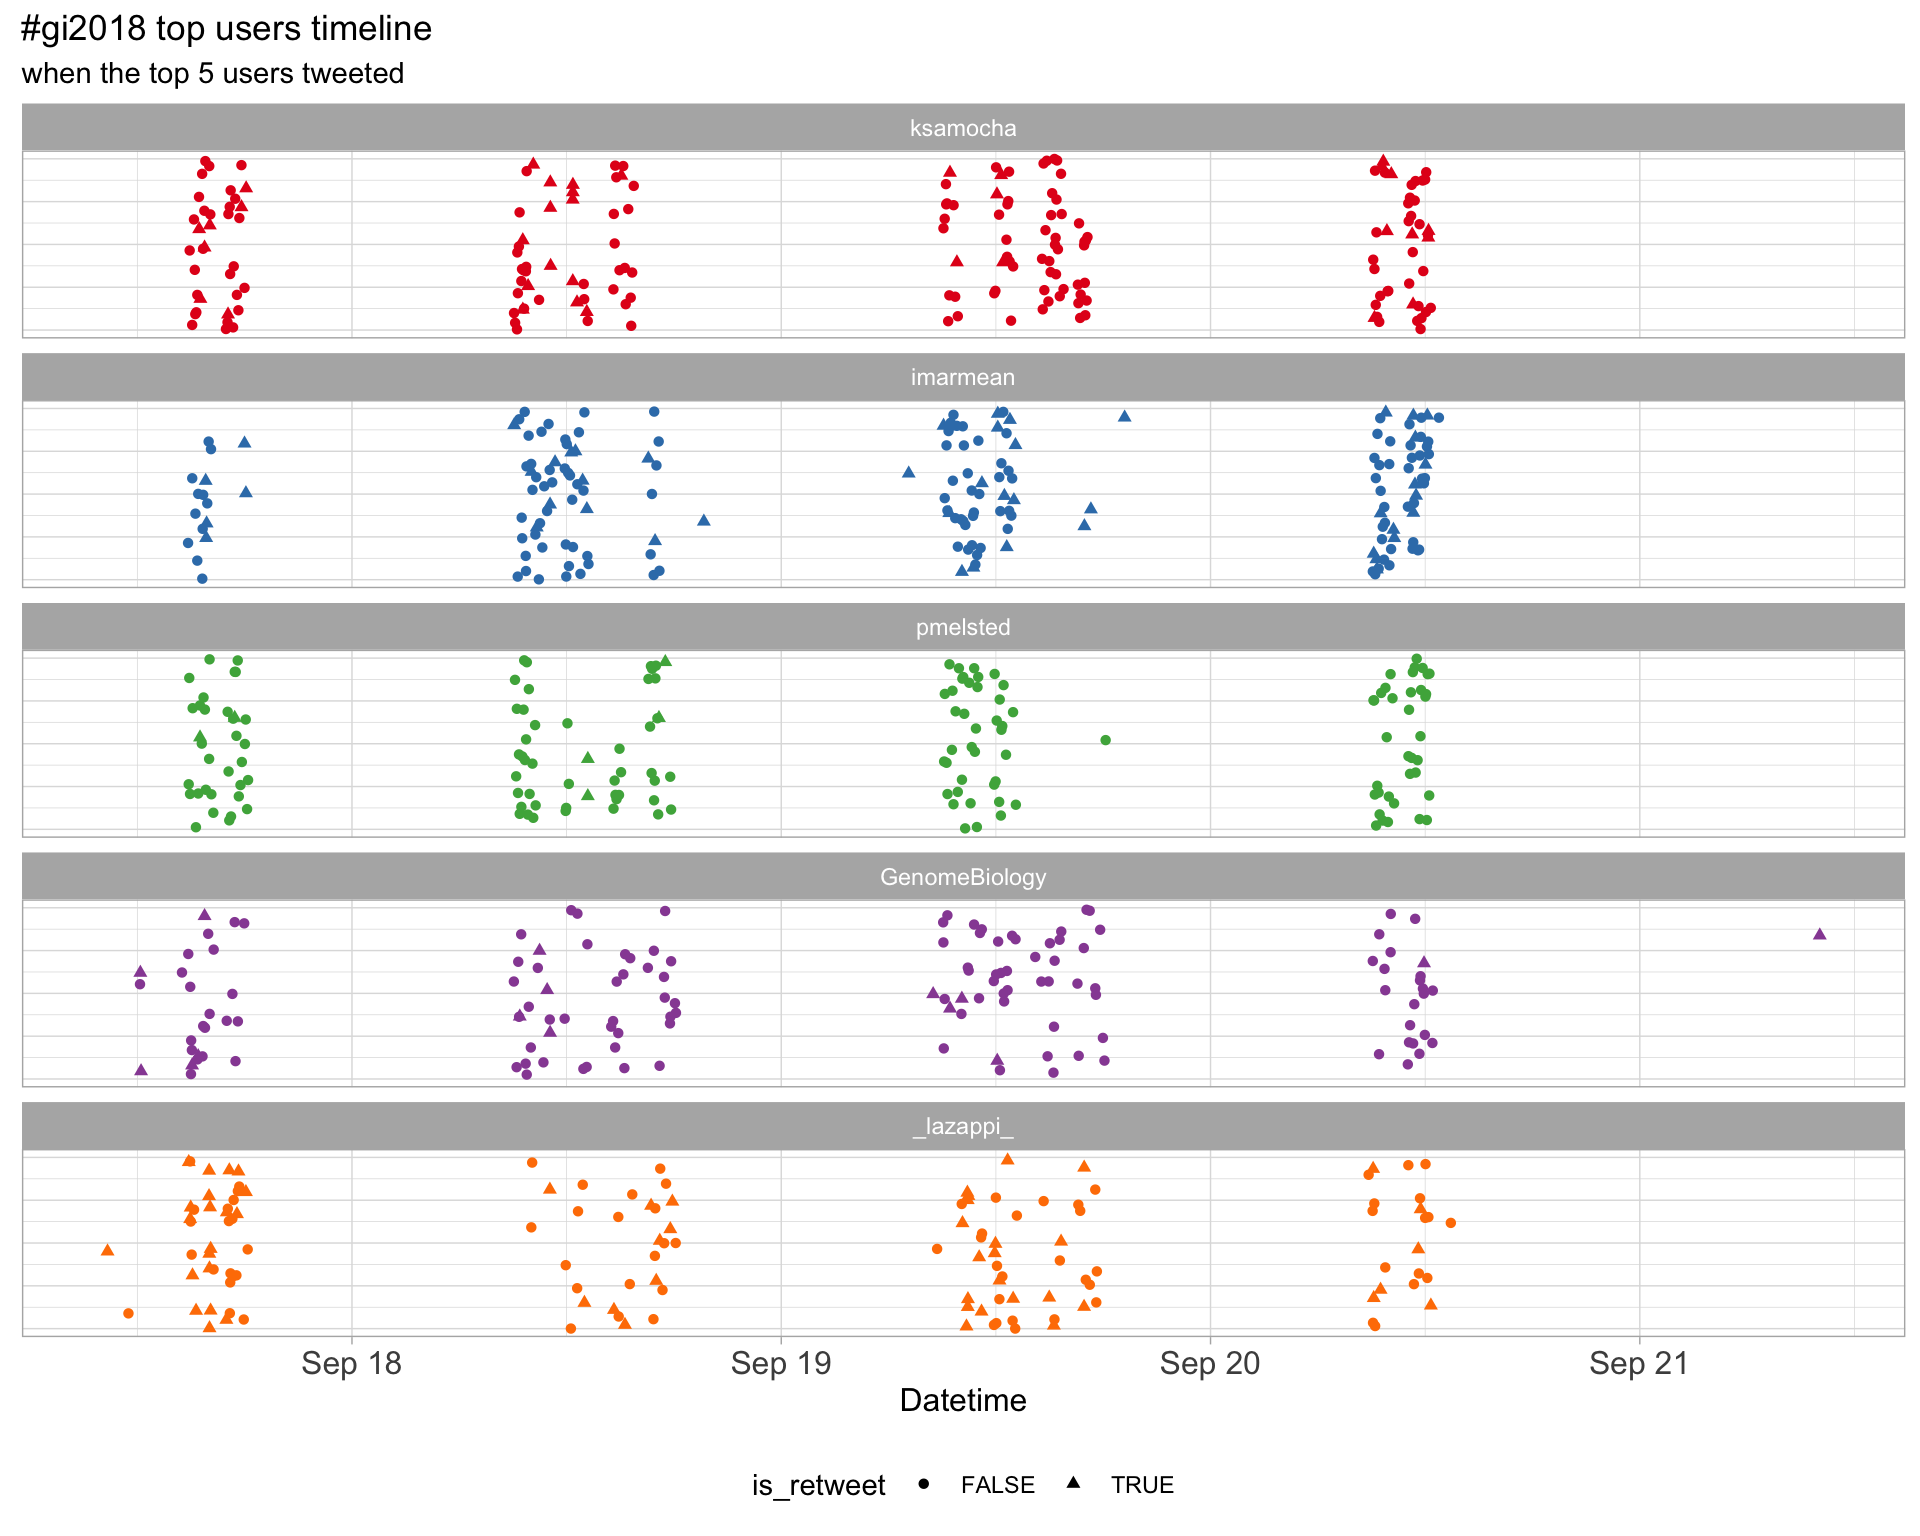 #gi2018 top users timeline
when the top 5 users tweeted
ksamocha
imarmean
pmelsted
GenomeBiology
_lazappi_
Sep 18 Sep 19 Sep 20 Sep 21
Datetime
is_retweet FALSE TRUE